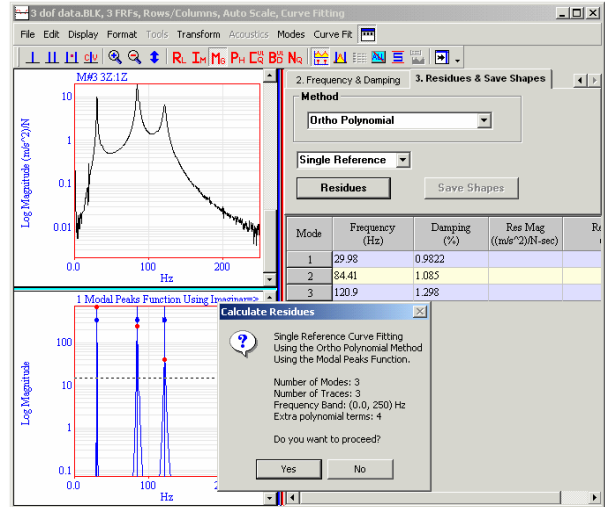 3 dof data.BLK, 3 FRFs, Rows/Columns, Auto Scale, Curve Fitting
File Edit Display Format Tools Transform Acoustics Modes Curve Fit
M#3 3Z:1Z
Log Magnitude (m/s^2)/N
10
1
0.1
0.01
0.0 100 200
Hz
2. Frequency & Damping 3. Residues & Save Shapes
Method
Ortho Polynomial
Single Reference
Residues Save Shapes
Mode Frequency (Hz) Damping (%) Res Mag ((m/s^2)/N-sec) Re
1 29.98 0.9822
2 84.41 1.085
3 120.9 1.298
1 Modal Peaks Function Using Imaginary=>
Log Magnitude
100
10
1
0.1
0.0 100 2
Hz
Calculate Residues
Single Reference Curve Fitting
Using the Ortho Polynomial Method
Using the Modal Peaks Function.
Number of Modes: 3
Number of Traces: 3
Frequency Band: (0.0, 250) Hz
Extra polynomial terms: 4
Do you want to proceed?
Yes No